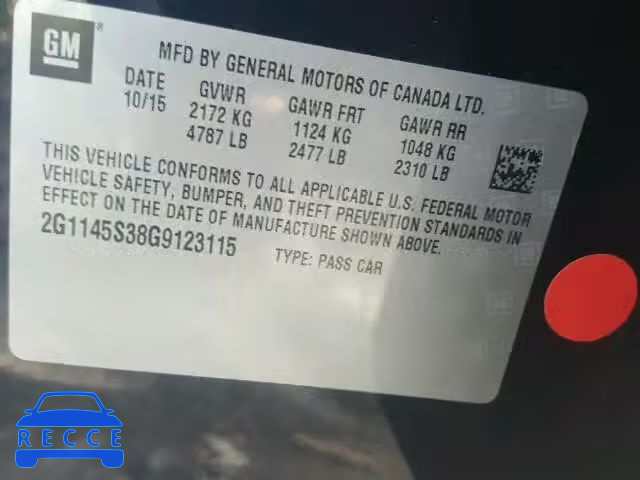 GM®
MFD BY GENERAL MOTORS OF CANADA LTD.
DATE GVWR GAWR FRT GAWR RR
10/15 2172 KG 1124 KG 1048 KG
4787 LB 2477 LB 2310 LB
THIS VEHICLE CONFORMS TO ALL APPLICABLE U.S. FEDERAL MOTOR
VEHICLE SAFETY, BUMPER, AND THEFT PREVENTION STANDARDS IN
EFFECT ON THE DATE OF MANUFACTURE SHOWN ABOVE.
2G1145S38G9123115 TYPE: PASS CAR
RECCE